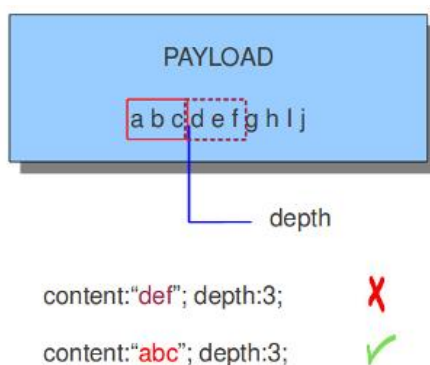 PAYLOAD
a b c d e f g h I j
depth
content:“def”; depth:3;
content:“abc”; depth:3;